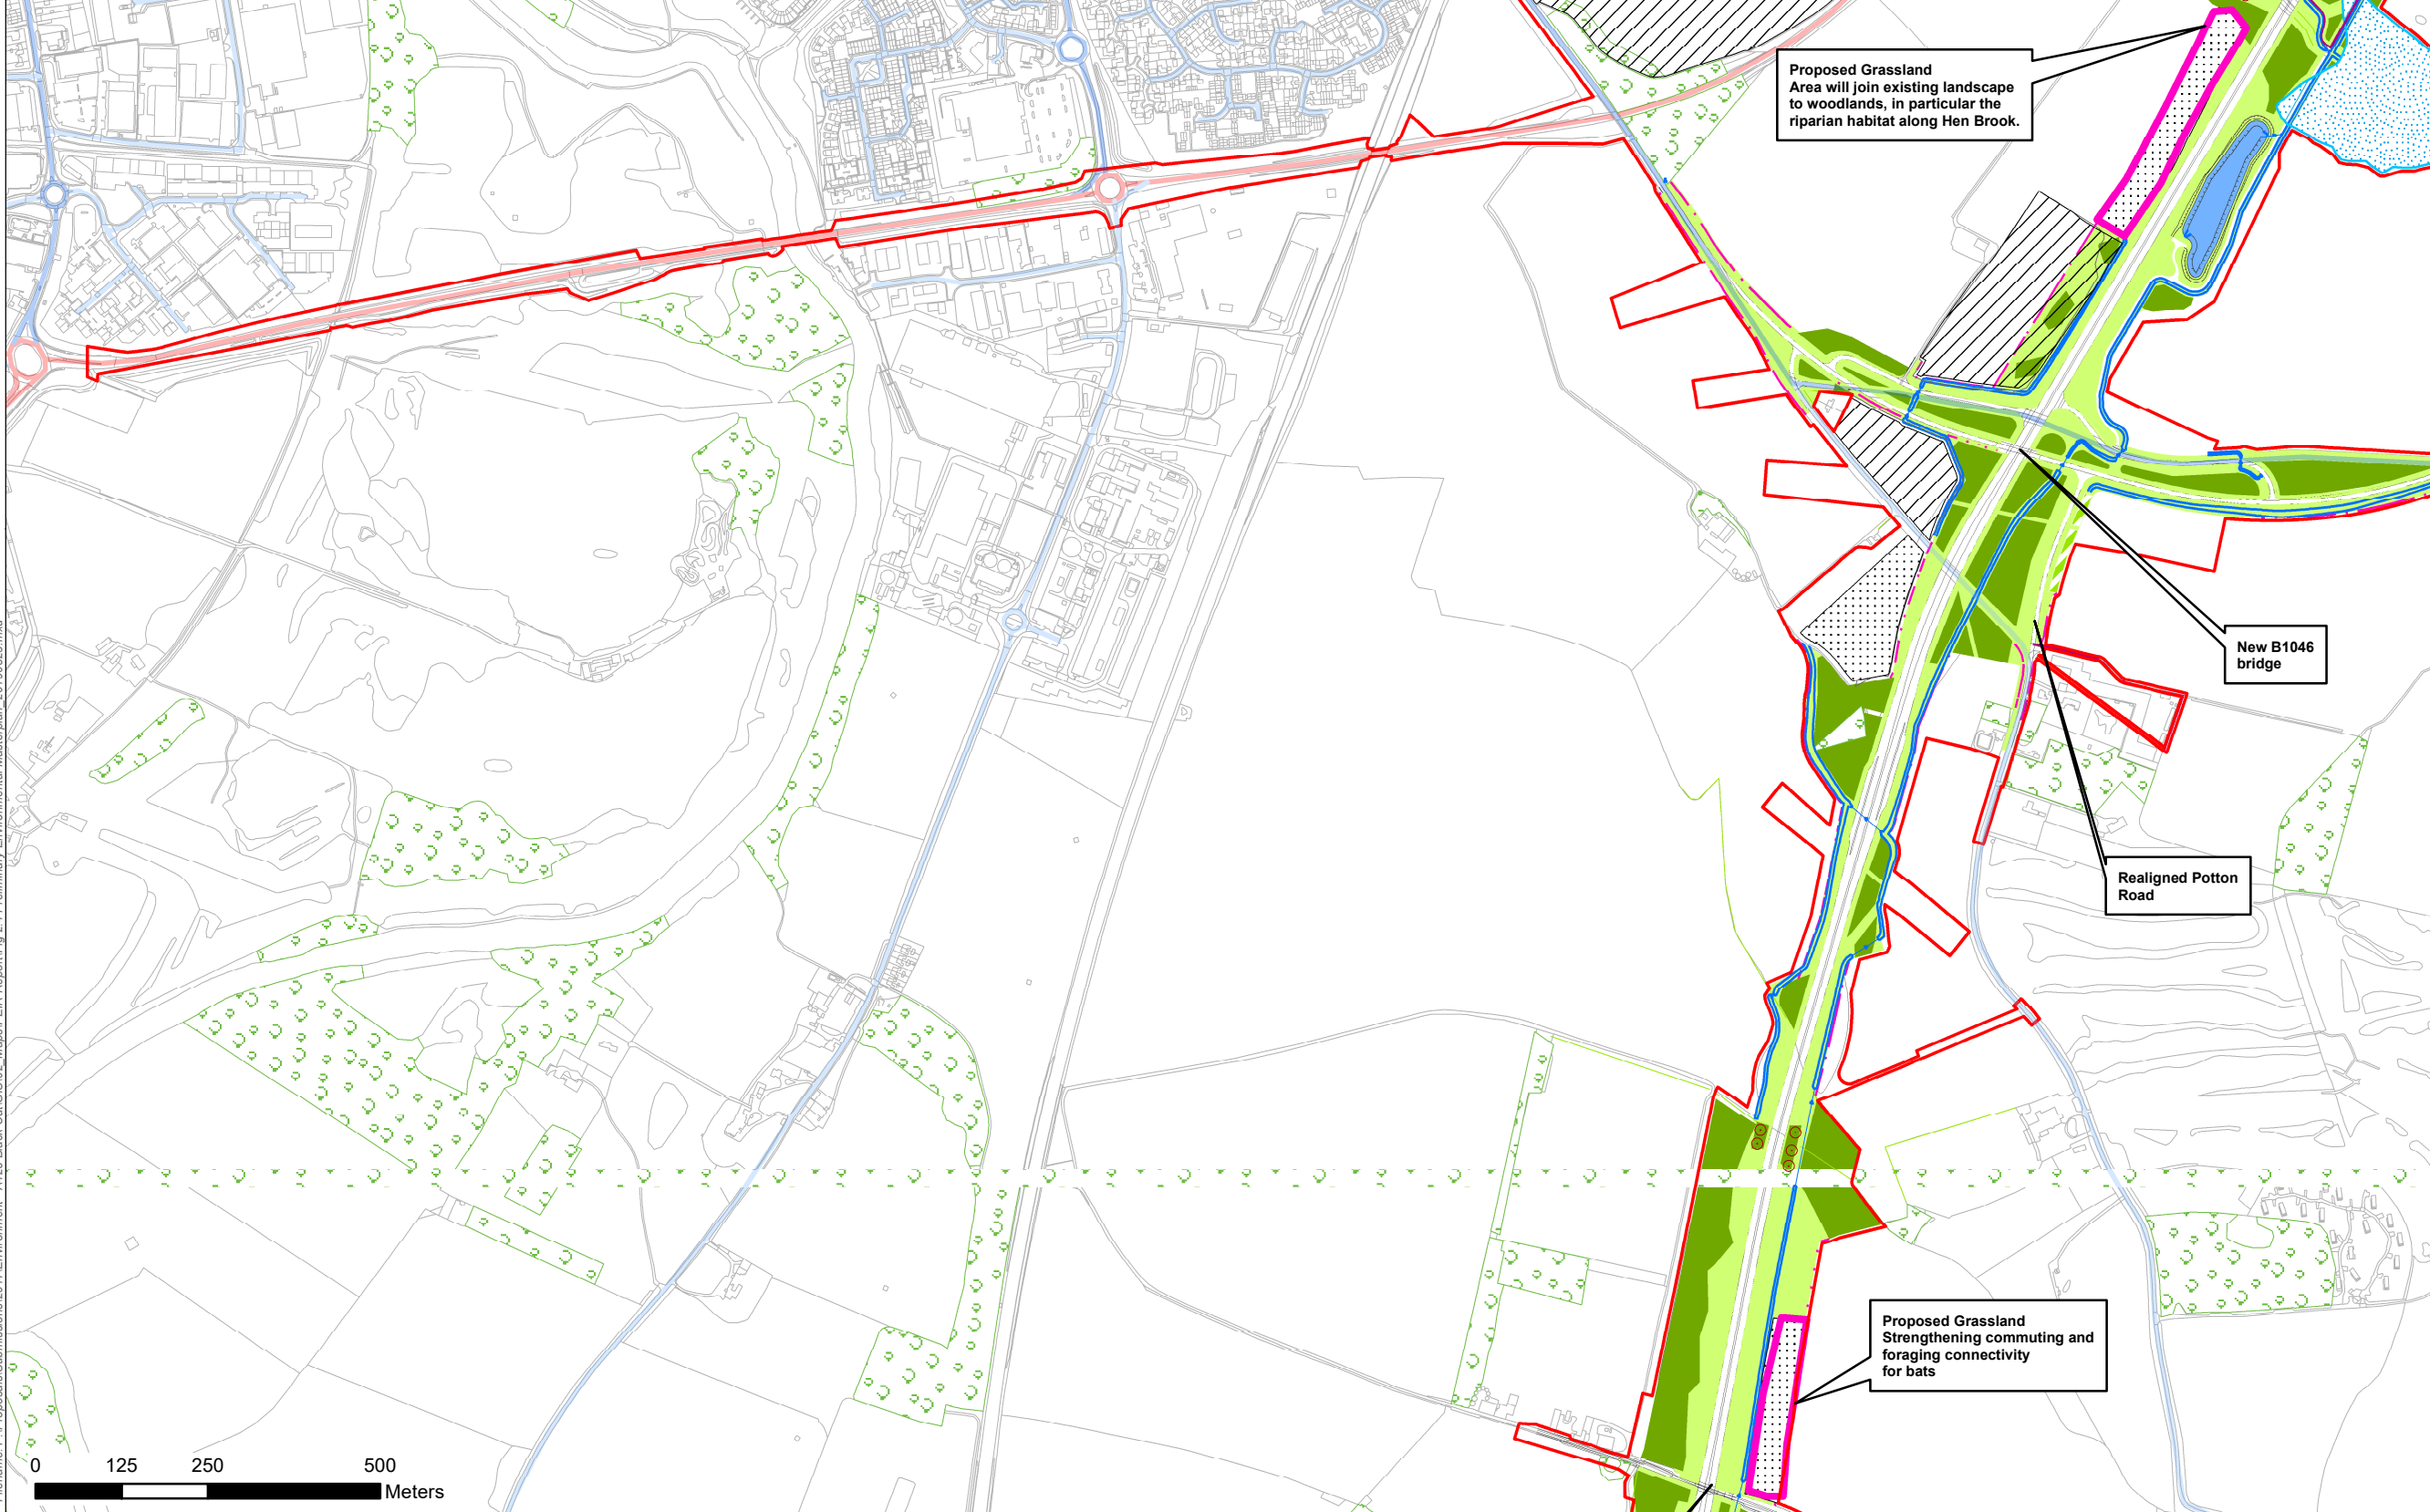 Proposed Grassland
Area will join existing landscape
to woodlands, in particular the
riparian habitat along Hen Brook.
New B1046
bridge
Realigned Potton
Road
Proposed Grassland
Strengthening commuting and
foraging connectivity
for bats
0 125 250 500
Meters